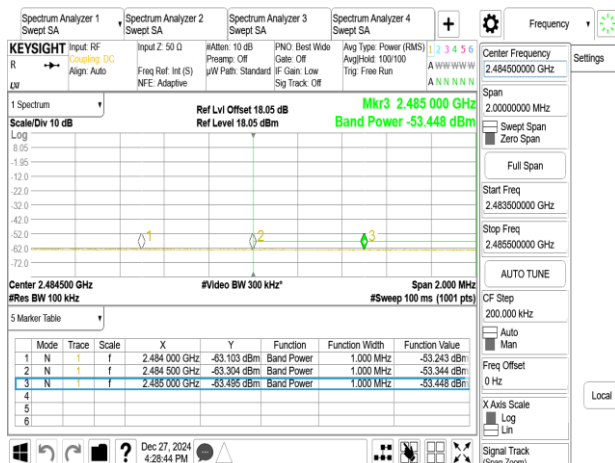 Spectrum Analyzer 1
Swept SA
Spectrum Analyzer 2
Swept SA
Spectrum Analyzer 3
Swept SA
Spectrum Analyzer 4
Swept SA
+
Frequency
Settings
KEYSIGHT
R
LXI
Input: RF
Coupling: DC
Align: Auto
Input Z: 50 Ω
Freq Ref: Int (S)
NFE: Adaptive
#Atten: 10 dB
Preamp: Off
µW Path: Standard
PNO: Best Wide
Gate: Off
IF Gain: Low
Sig Track: Off
Avg Type: Power (RMS)
Avg|Hold: 100/100
Trig: Free Run
1 2 3 4 5 6
A W W W W W
A N N N N N
1 Spectrum
Scale/Div 10 dB
Ref Lvl Offset 18.05 dB
Ref Level 18.05 dBm
Mkr3 2.485 000 GHz
Band Power -53.448 dBm
Log
8.05
-1.95
-12.0
-22.0
-32.0
-42.0
-52.0
-62.0
-72.0
1
2
3
Center 2.484500 GHz
#Video BW 300 kHz*
Span 2.000 MHz
#Res BW 100 kHz
#Sweep 100 ms (1001 pts)
5 Marker Table
Mode Trace Scale X Y Function Function Width Function Value
1 N 1 f 2.484 000 GHz -63.103 dBm Band Power 1.000 MHz -53.243 dBm
2 N 1 f 2.484 500 GHz -63.304 dBm Band Power 1.000 MHz -53.344 dBm
3 N 1 f 2.485 000 GHz -63.495 dBm Band Power 1.000 MHz -53.448 dBm
4
5
6
?
Dec 27, 2024
4:28:44 PM
Center Frequency
2.484500000 GHz
Span
2.00000000 MHz
Swept Span
Zero Span
Full Span
Start Freq
2.483500000 GHz
Stop Freq
2.485500000 GHz
AUTO TUNE
CF Step
200.000 kHz
Auto
Man
Freq Offset
0 Hz
X Axis Scale
Log
Lin
Signal Track
(Span Zoom)
Local